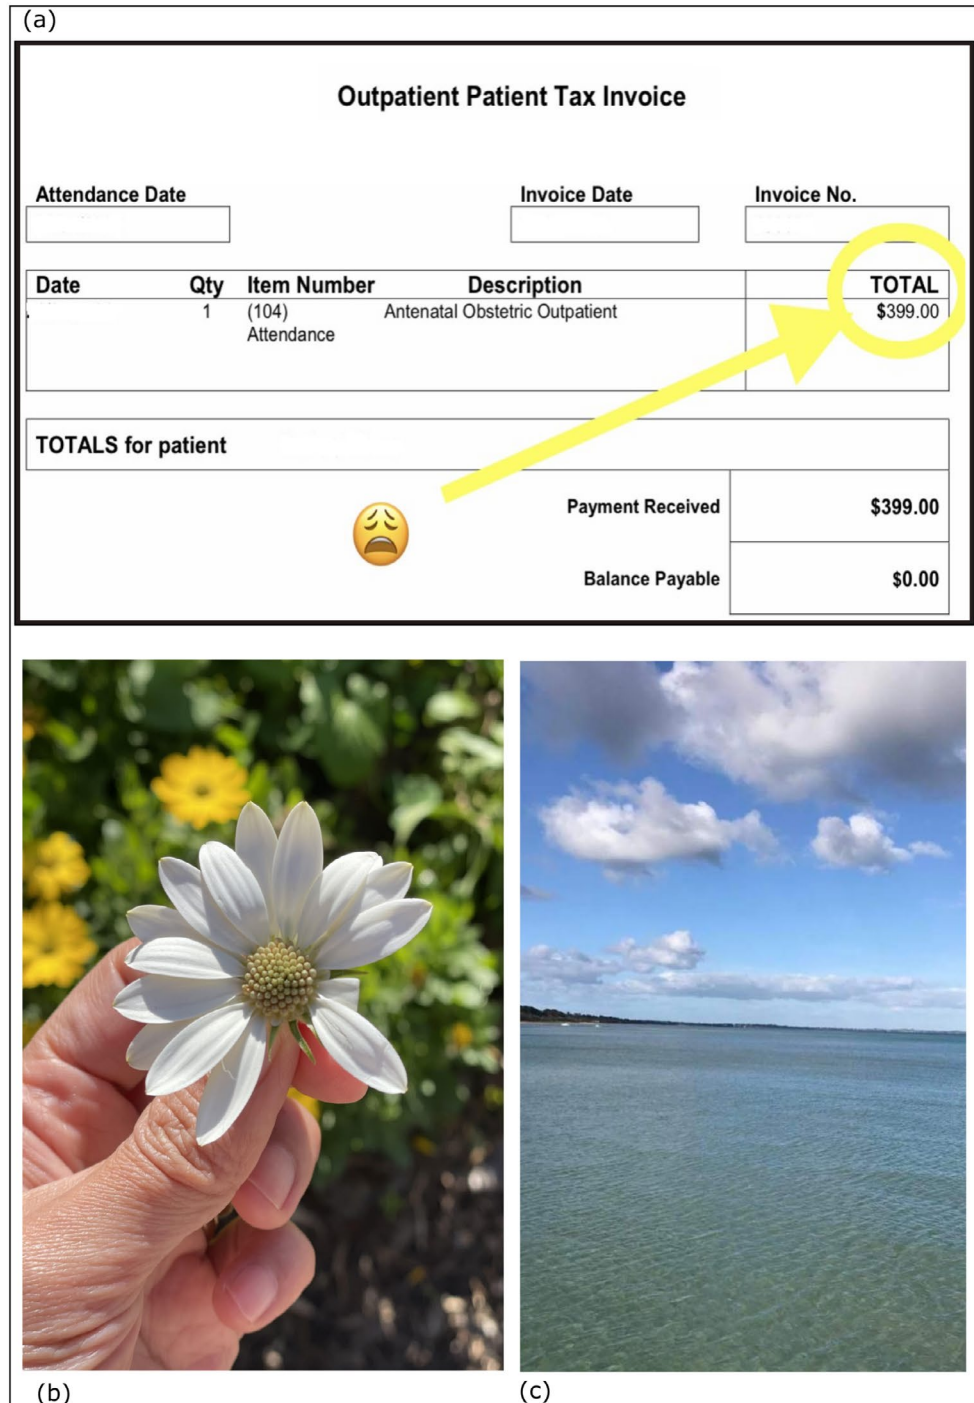 (a)
Outpatient Patient Tax Invoice
Attendance Date Invoice Date Invoice No.
Date Qty Item Number Description TOTAL
1 (104) Antenatal Obstetric Outpatient $399.00
Attendance
TOTALS for patient
Payment Received $399.00
Balance Payable $0.00
(b) (c)